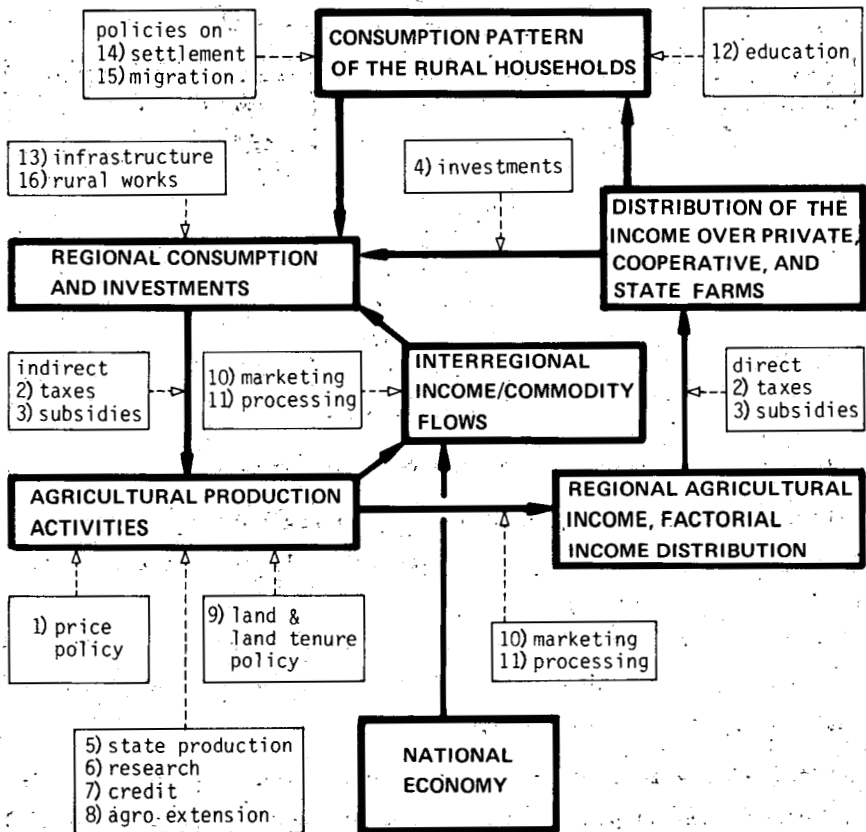 policies on
14) settlement
15) migration
CONSUMPTION PATTERN
OF THE RURAL HOUSEHOLDS
12) education
13) infrastructure
16) rural works
4) investments
DISTRIBUTION OF THE
INCOME OVER PRIVATE,
COOPERATIVE, AND
STATE FARMS
REGIONAL CONSUMPTION
AND INVESTMENTS
indirect
2) taxes
3) subsidies
10) marketing
11) processing
INTERREGIONAL
INCOME/COMMODITY
FLOWS
direct
2) taxes
3) subsidies
AGRICULTURAL PRODUCTION
ACTIVITIES
REGIONAL AGRICULTURAL
INCOME, FACTORIAL
INCOME DISTRIBUTION
1) price
policy
9) land &
land tenure
policy
10) marketing
11) processing
5) state production
6) research
7) credit
8) agro extension
NATIONAL
ECONOMY